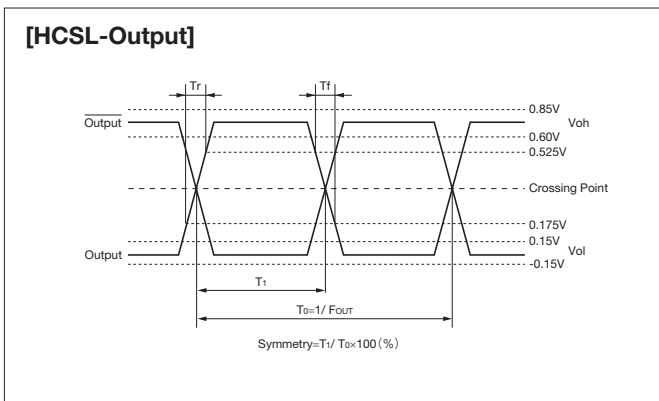 [HCSL-Output]
Tr Tf
0.85V
Output Voh
0.60V
0.525V
Crossing Point
0.175V
0.15V
Output Vol
-0.15V
T1
T0=1/ FOUT
Symmetry=T1/ T0×100(%)